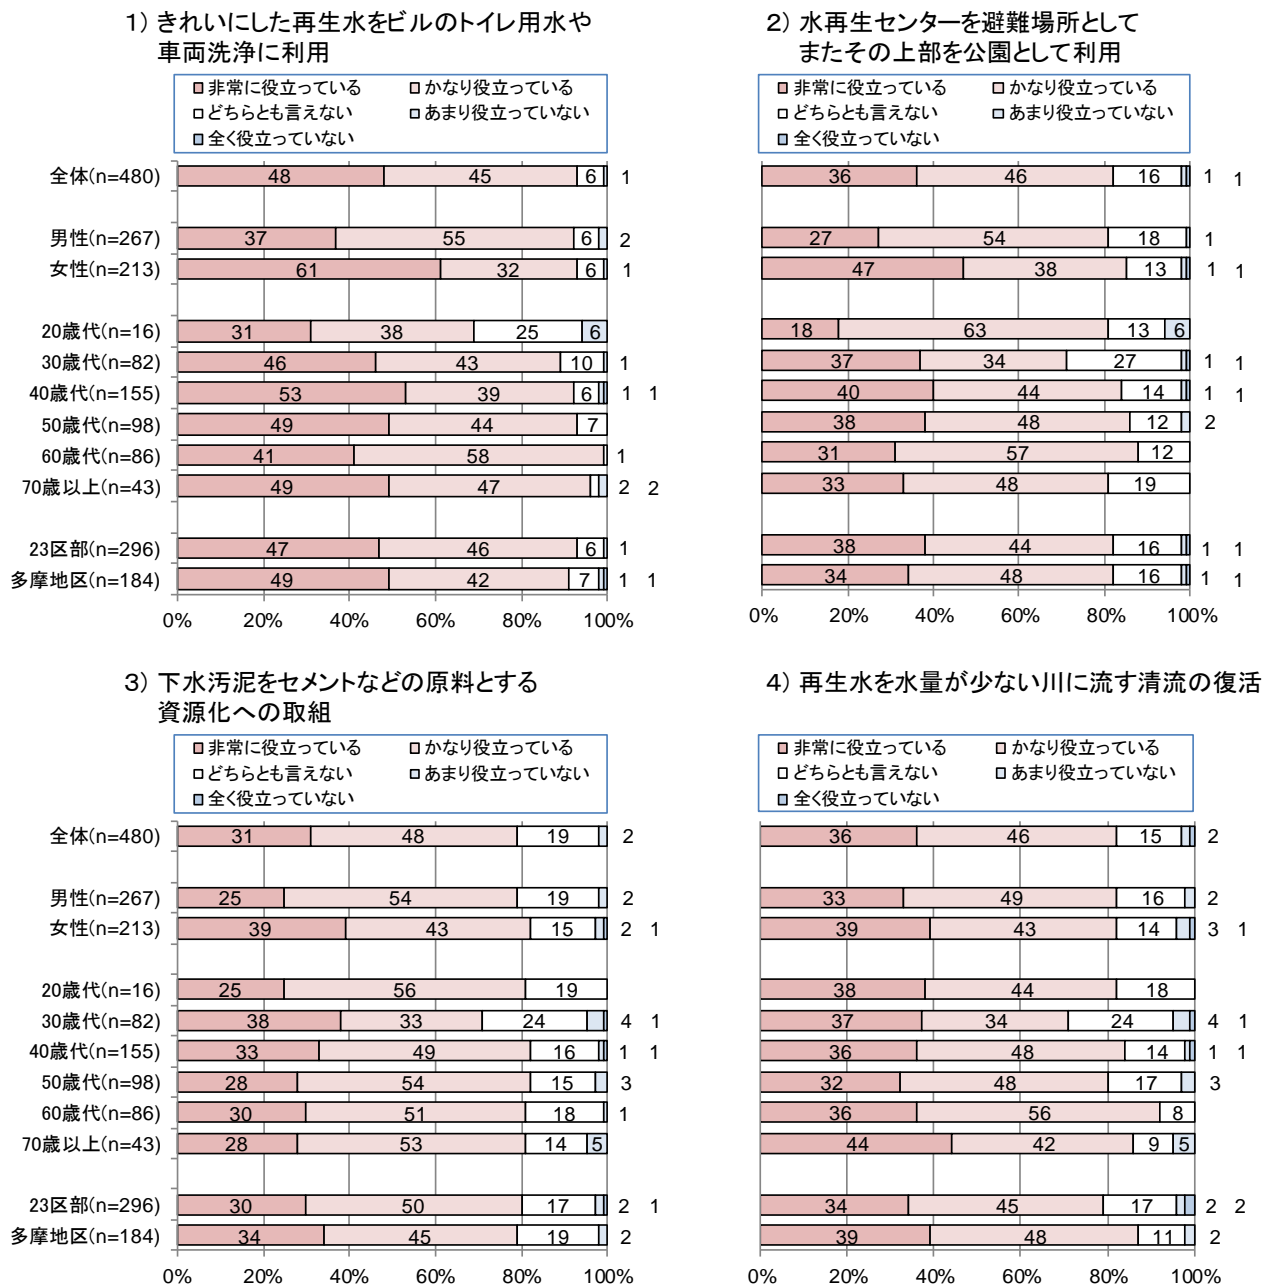 1) きれいにした再生水をビルのトイレ用水や
車両洗浄に利用
非常に役立っている かなり役立っている
どちらとも言えない あまり役立っていない
全く役立っていない
全体(n=480) 48 45 6 1
男性(n=267) 37 55 6 2
女性(n=213) 61 32 6 1
20歳代(n=16) 31 38 25 6
30歳代(n=82) 46 43 10 1
40歳代(n=155) 53 39 6 1 1
50歳代(n=98) 49 44 7
60歳代(n=86) 41 58 1
70歳以上(n=43) 49 47 2 2
23区部(n=296) 47 46 6 1
多摩地区(n=184) 49 42 7 1 1
0% 20% 40% 60% 80% 100%
2) 水再生センターを避難場所として
またその上部を公園として利用
非常に役立っている かなり役立っている
どちらとも言えない あまり役立っていない
全く役立っていない
36 46 16 1 1
27 54 18 1
47 38 13 1 1
18 63 13 6
37 34 27 1 1
40 44 14 1 1
38 48 12 2
31 57 12
33 48 19
38 44 16 1 1
34 48 16 1 1
0% 20% 40% 60% 80% 100%
3) 下水汚泥をセメントなどの原料とする
資源化への取組
非常に役立っている かなり役立っている
どちらとも言えない あまり役立っていない
全く役立っていない
全体(n=480) 31 48 19 2
男性(n=267) 25 54 19 2
女性(n=213) 39 43 15 2 1
20歳代(n=16) 25 56 19
30歳代(n=82) 38 33 24 4 1
40歳代(n=155) 33 49 16 1 1
50歳代(n=98) 28 54 15 3
60歳代(n=86) 30 51 18 1
70歳以上(n=43) 28 53 14 5
23区部(n=296) 30 50 17 2 1
多摩地区(n=184) 34 45 19 2
0% 20% 40% 60% 80% 100%
4) 再生水を水量が少ない川に流す清流の復活
非常に役立っている かなり役立っている
どちらとも言えない あまり役立っていない
全く役立っていない
36 46 15 2
33 49 16 2
39 43 14 3 1
38 44 18
37 34 24 4 1
36 48 14 1 1
32 48 17 3
36 56 8
44 42 9 5
34 45 17 2 2
39 48 11 2
0% 20% 40% 60% 80% 100%